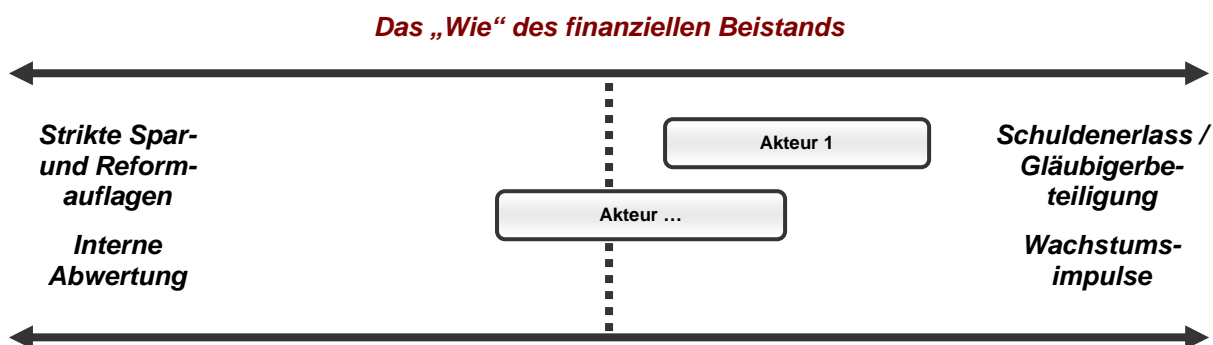 Das „Wie“ des finanziellen Beistands
Strikte Spar-
und Reform-
auflagen
Interne
Abwertung
Akteur 1
Akteur …
Schuldenerlass /
Gläubigerbe-
teiligung
Wachstums-
impulse